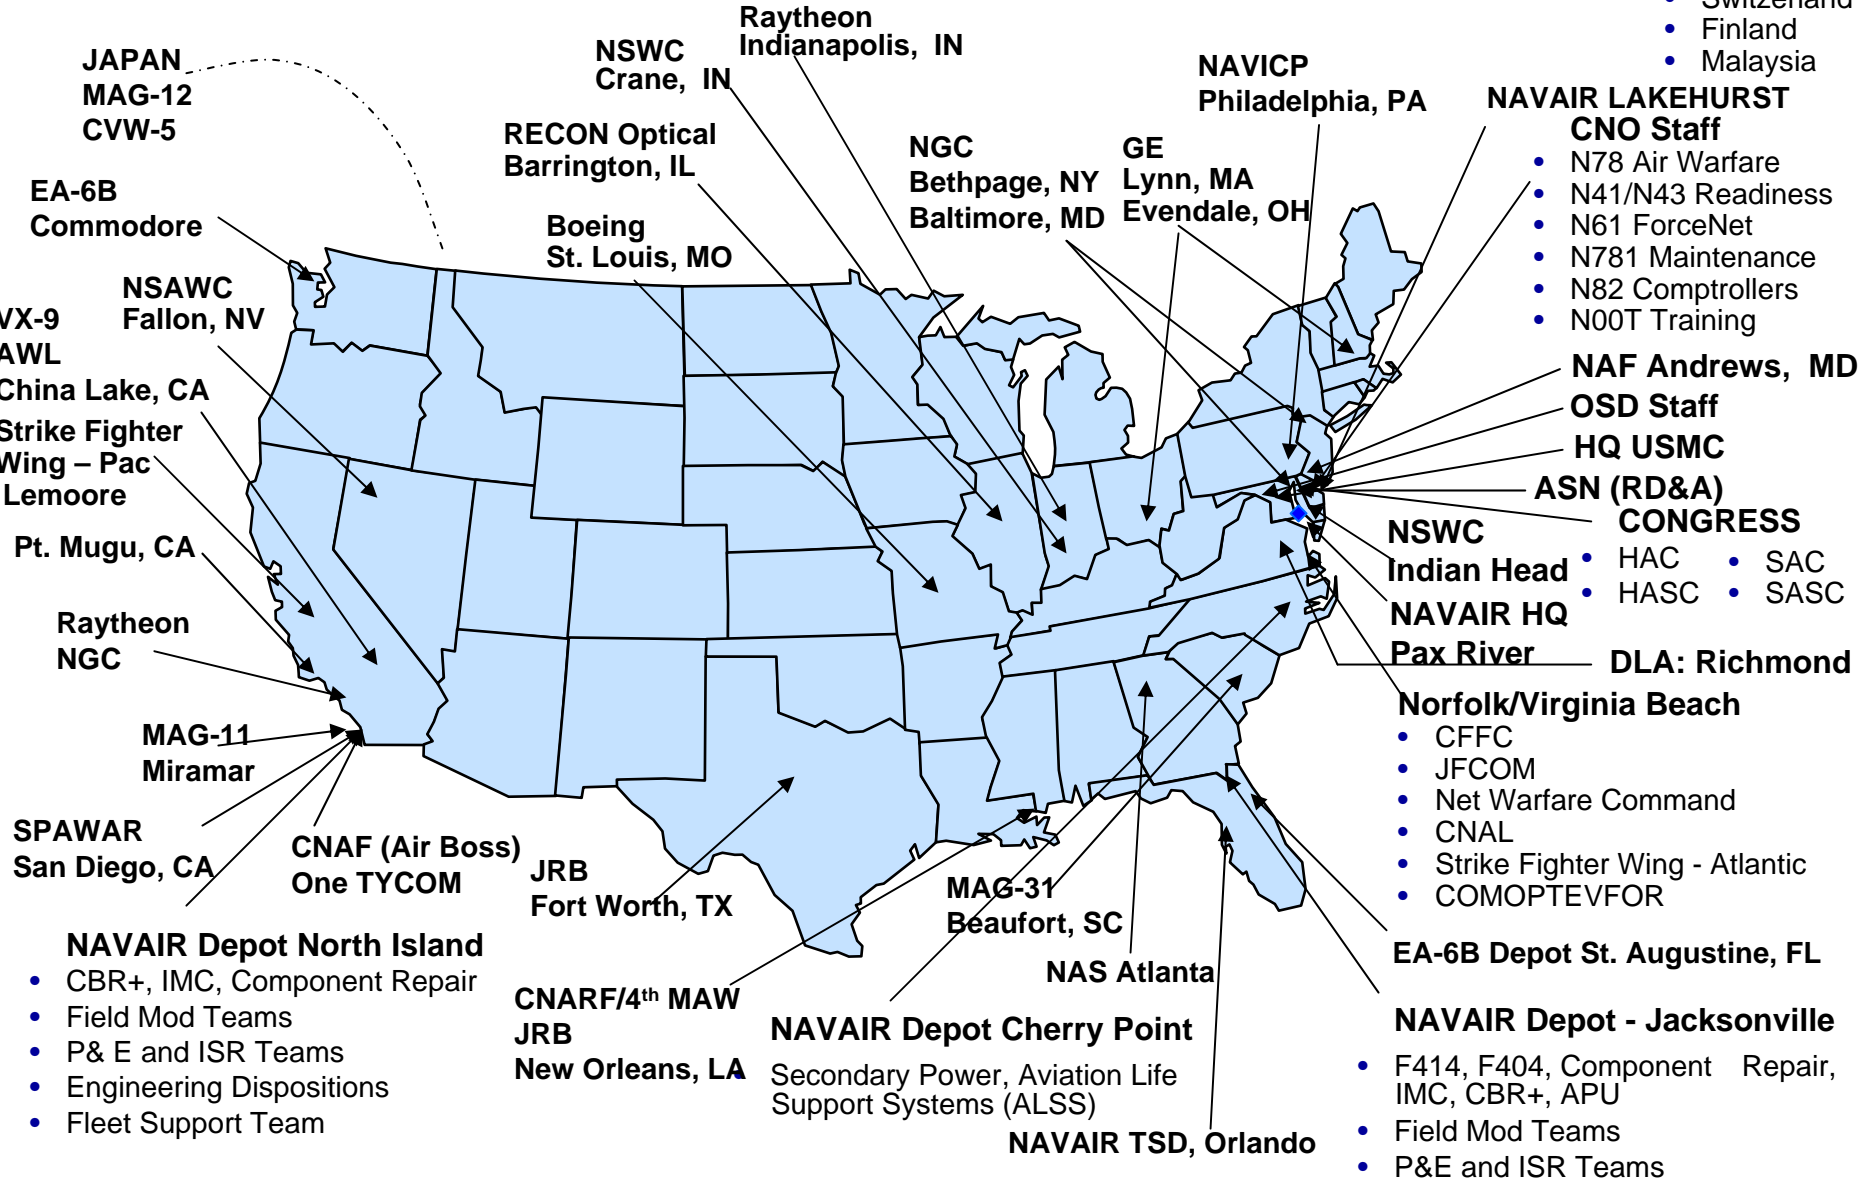 Switzerland
Finland
Malaysia
Raytheon
Indianapolis, IN
NSWC
Crane, IN
JAPAN
MAG-12
CVW-5
NAVICP
Philadelphia, PA
NAVAIR LAKEHURST
CNO Staff
N78 Air Warfare
N41/N43 Readiness
N61 ForceNet
N781 Maintenance
N82 Comptrollers
N00T Training
RECON Optical
Barrington, IL
NGC
Bethpage, NY
Baltimore, MD
GE
Lynn, MA
Evendale, OH
EA-6B
Commodore
Boeing
St. Louis, MO
NSAWC
Fallon, NV
VX-9
AWL
China Lake, CA
Strike Fighter
Wing – Pac
Lemoore
Pt. Mugu, CA
Raytheon
NGC
MAG-11
Miramar
SPAWAR
San Diego, CA
CNAF (Air Boss)
One TYCOM
NAVAIR Depot North Island
CBR+, IMC, Component Repair
Field Mod Teams
P& E and ISR Teams
Engineering Dispositions
Fleet Support Team
JRB
Fort Worth, TX
CNARF/4th MAW
JRB
New Orleans, LA
MAG-31
Beaufort, SC
NAS Atlanta
NAVAIR Depot Cherry Point
Secondary Power, Aviation Life
Support Systems (ALSS)
NAVAIR TSD, Orlando
NAF Andrews, MD
OSD Staff
HQ USMC
ASN (RD&A)
CONGRESS
HAC
SAC
HASC
SASC
NSWC
Indian Head
NAVAIR HQ
Pax River
DLA: Richmond
Norfolk/Virginia Beach
CFFC
JFCOM
Net Warfare Command
CNAL
Strike Fighter Wing - Atlantic
COMOPTEVFOR
EA-6B Depot St. Augustine, FL
NAVAIR Depot - Jacksonville
F414, F404, Component Repair,
IMC, CBR+, APU
Field Mod Teams
P&E and ISR Teams